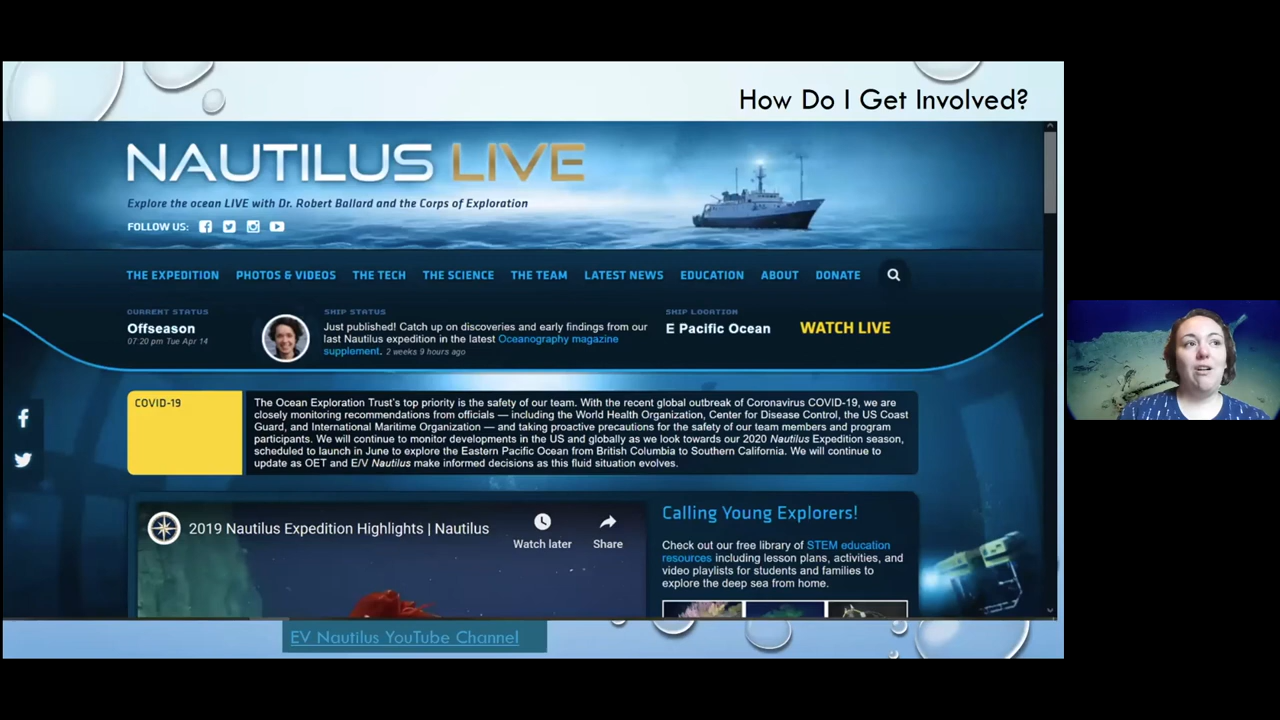 How Do I Get Involved?
NAUTILUS LIVE
Explore the ocean LIVE with Dr. Robert Ballard and the Corps of Exploration
FOLLOW US:
THE EXPEDITION PHOTOS & VIDEOS THE TECH THE SCIENCE THE TEAM LATEST NEWS EDUCATION ABOUT DONATE
CURRENT STATUS
Offseason
07:20 pm Tue Apr 14
SHIP STATUS
Just published! Catch up on discoveries and early findings from our
last Nautilus expedition in the latest Oceanography magazine
supplement. 2 weeks 9 hours ago
SHIP LOCATION
E Pacific Ocean
WATCH LIVE
COVID-19
The Ocean Exploration Trust's top priority is the safety of our team. With the recent global outbreak of Coronavirus COVID-19, we are
closely monitoring recommendations from officials — including the World Health Organization, Center for Disease Control, the US Coast
Guard, and International Maritime Organization — and taking proactive precautions for the safety of our team members and program
participants. We will continue to monitor developments in the US and globally as we look towards our 2020 Nautilus Expedition season,
scheduled to launch in June to explore the Eastern Pacific Ocean from British Columbia to Southern California. We will continue to
update as OET and E/V Nautilus make informed decisions as this fluid situation evolves.
2019 Nautilus Expedition Highlights | Nautilus
Watch later
Share
Calling Young Explorers!
Check out our free library of STEM education
resources including lesson plans, activities, and
video playlists for students and families to
explore the deep sea from home.
EV Nautilus YouTube Channel